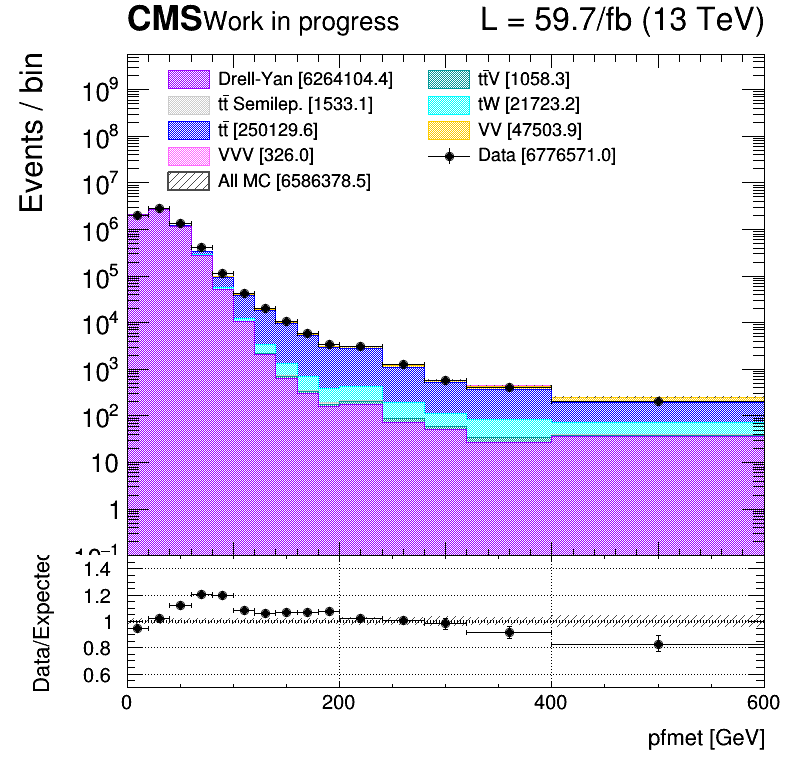 CMS Work in progress L = 59.7/fb (13 TeV)
Events / bin
Drell-Yan [6264104.4]
tt̄ Semilep. [1533.1]
tt̄ [250129.6]
VVV [326.0]
All MC [6586378.5]
tt̄V [1058.3]
tW [21723.2]
VV [47503.9]
Data [6776571.0]
10⁹
10⁸
10⁷
10⁶
10⁵
10⁴
10³
10²
10
1
10⁻¹
Data/Expected
1.4
1.2
1
0.8
0.6
0 200 400 600
pfmet [GeV]